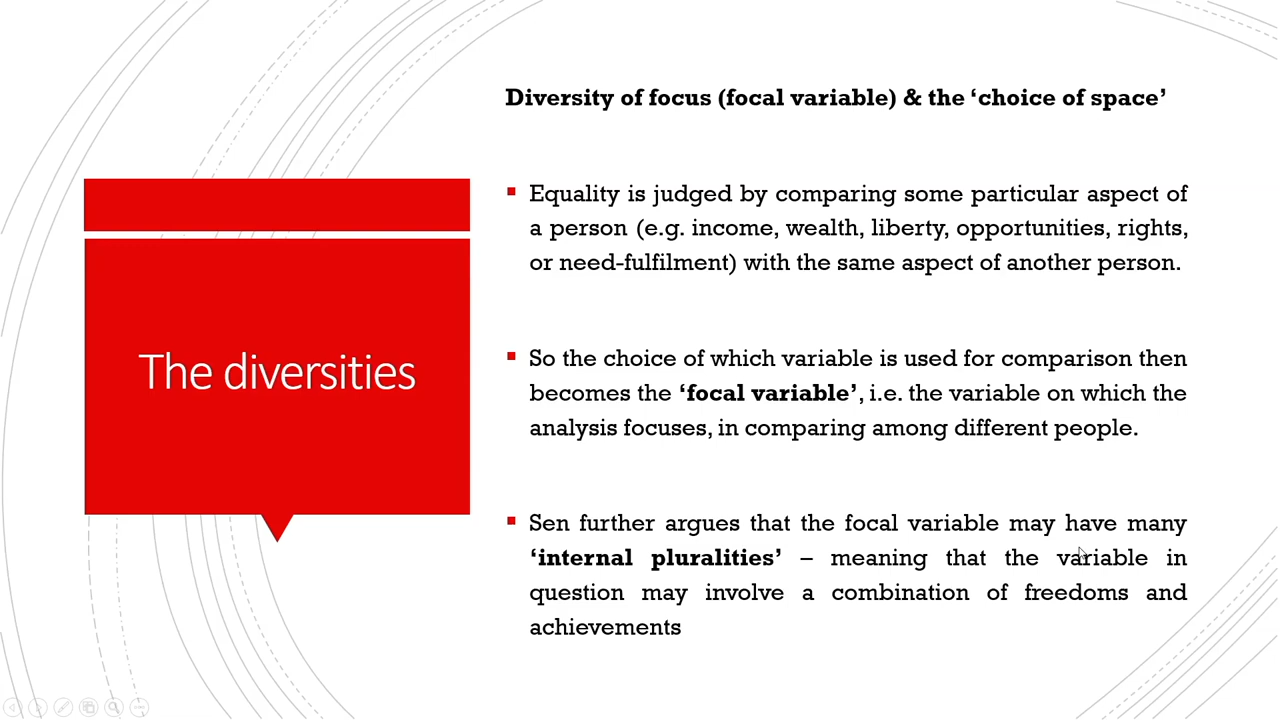 Diversity of focus (focal variable) & the ‘choice of space’
The diversities
Equality is judged by comparing some particular aspect of
a person (e.g. income, wealth, liberty, opportunities, rights,
or need-fulfilment) with the same aspect of another person.
So the choice of which variable is used for comparison then
becomes the ‘focal variable’, i.e. the variable on which the
analysis focuses, in comparing among different people.
Sen further argues that the focal variable may have many
‘internal pluralities’ – meaning that the variable in
question may involve a combination of freedoms and
achievements